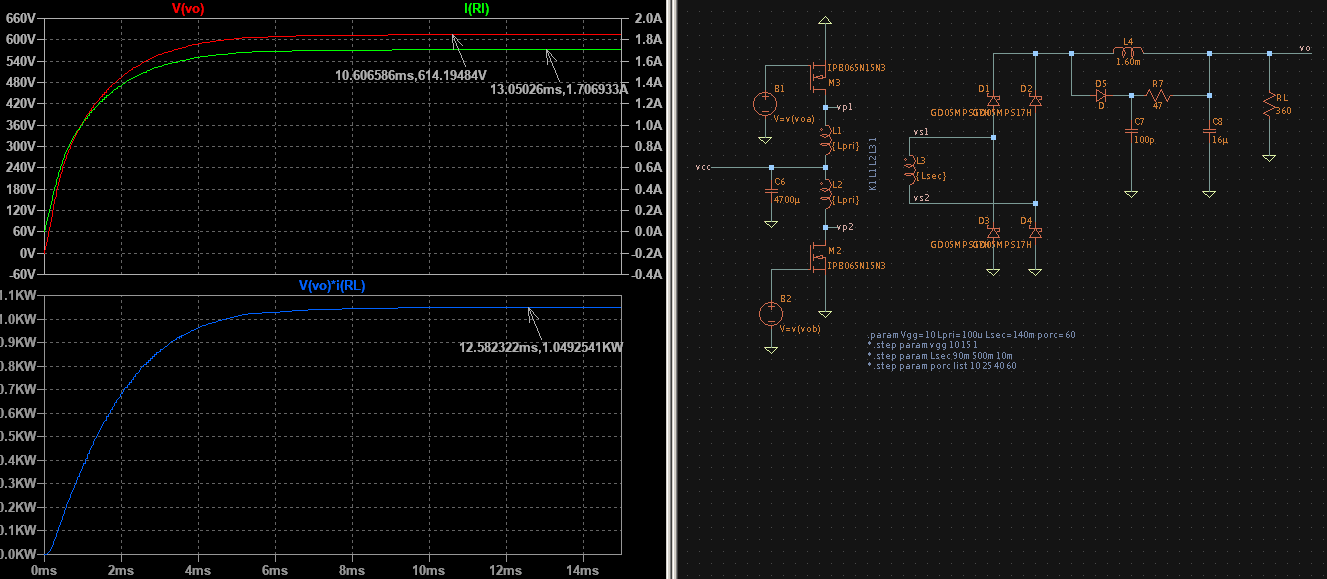 V(vo)
I(Rl)
660V
600V
540V
480V
420V
360V
300V
240V
180V
120V
60V
0V
-60V
2.0A
1.8A
1.6A
1.4A
1.2A
1.0A
0.8A
0.6A
0.4A
0.2A
0.0A
-0.2A
-0.4A
10.606586ms,614.19484V
13.05026ms,1.706933A
V(vo)*i(RL)
.1KW
1.0KW
0.9KW
0.8KW
0.7KW
0.6KW
0.5KW
0.4KW
0.3KW
0.2KW
0.1KW
0.0KW
12.582322ms,1.0492541KW
0ms
2ms
4ms
6ms
8ms
10ms
12ms
14ms
IPB065N15N3
M3
B1
V=v(voa)
vp1
L1
{Lpri}
vcc
C6
4700µ
L2
{Lpri}
K1 L1 L2 L3 1
vp2
M2
IPB065N15N3
B2
V=v(vob)
vs1
L3
{Lsec}
vs2
D1
D2
GD05MPS17H
D3
D4
GD05MPS17H
L4
1.60m
D5
D
R7
47
C7
100p
C8
16µ
vo
RL
360
.param Vgg=10 Lpri=100u Lsec=140m porc=60
*.step param vgg 10 15 1
*.step param Lsec 90m 500m 10m
*.step param porc list 10 25 40 60